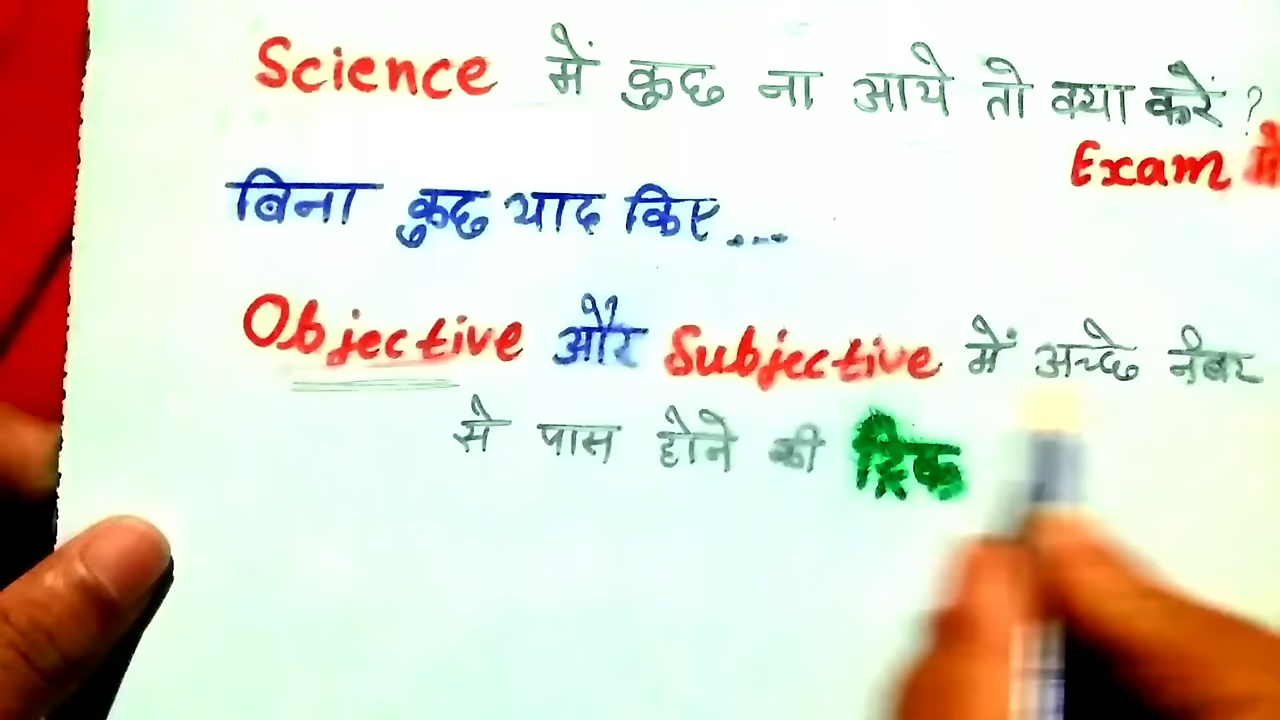 Science में कुछ ना आये तो क्या करें ?
Exam में
बिना कुछ याद किए....
Objective और Subjective में अच्छे नंबर
से पास होने की ट्रिक